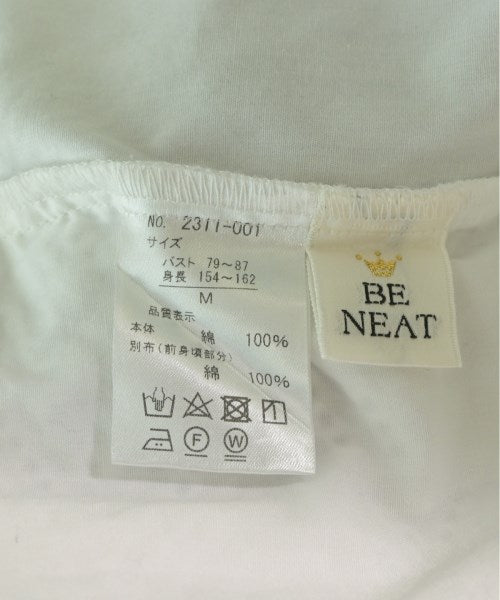 NO. 2311-001
サイズ
バスト 79～87
身長 154～162
M
品質表示
本体 綿 100%
別布(前身頃部分)
綿 100%
F W
BE
NEAT